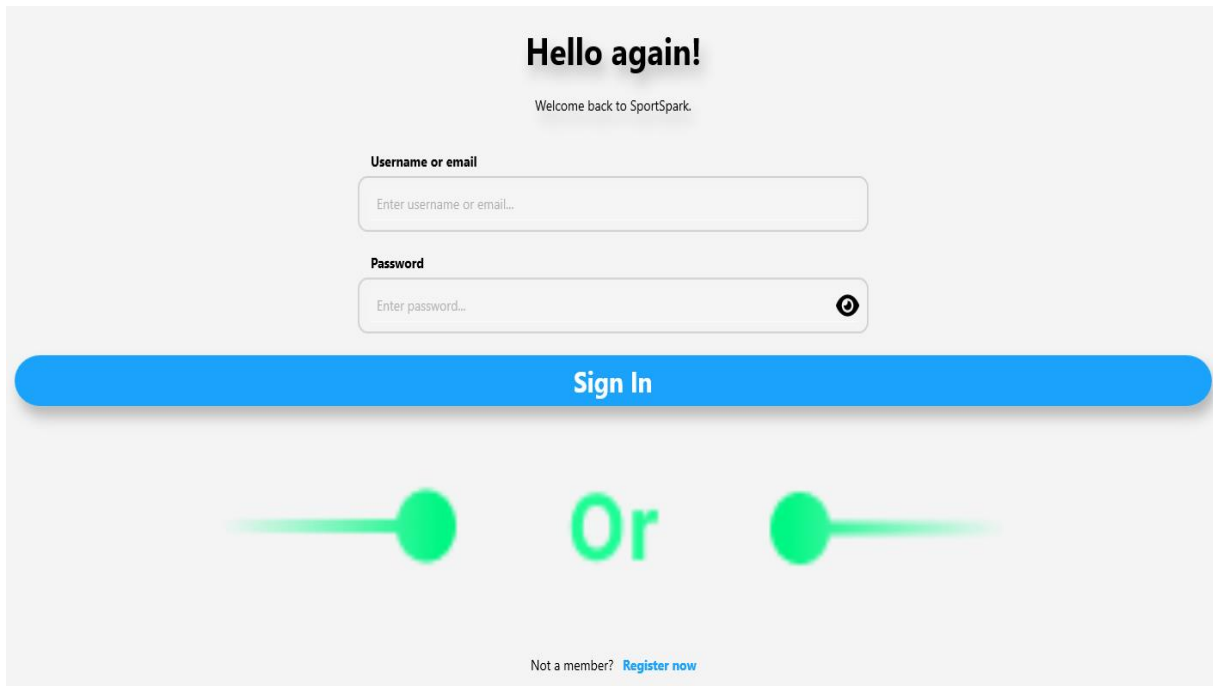 Hello again!
Welcome back to SportSpark.
Username or email
Enter username or email...
Password
Enter password...
Sign In
Or
Not a member? Register now